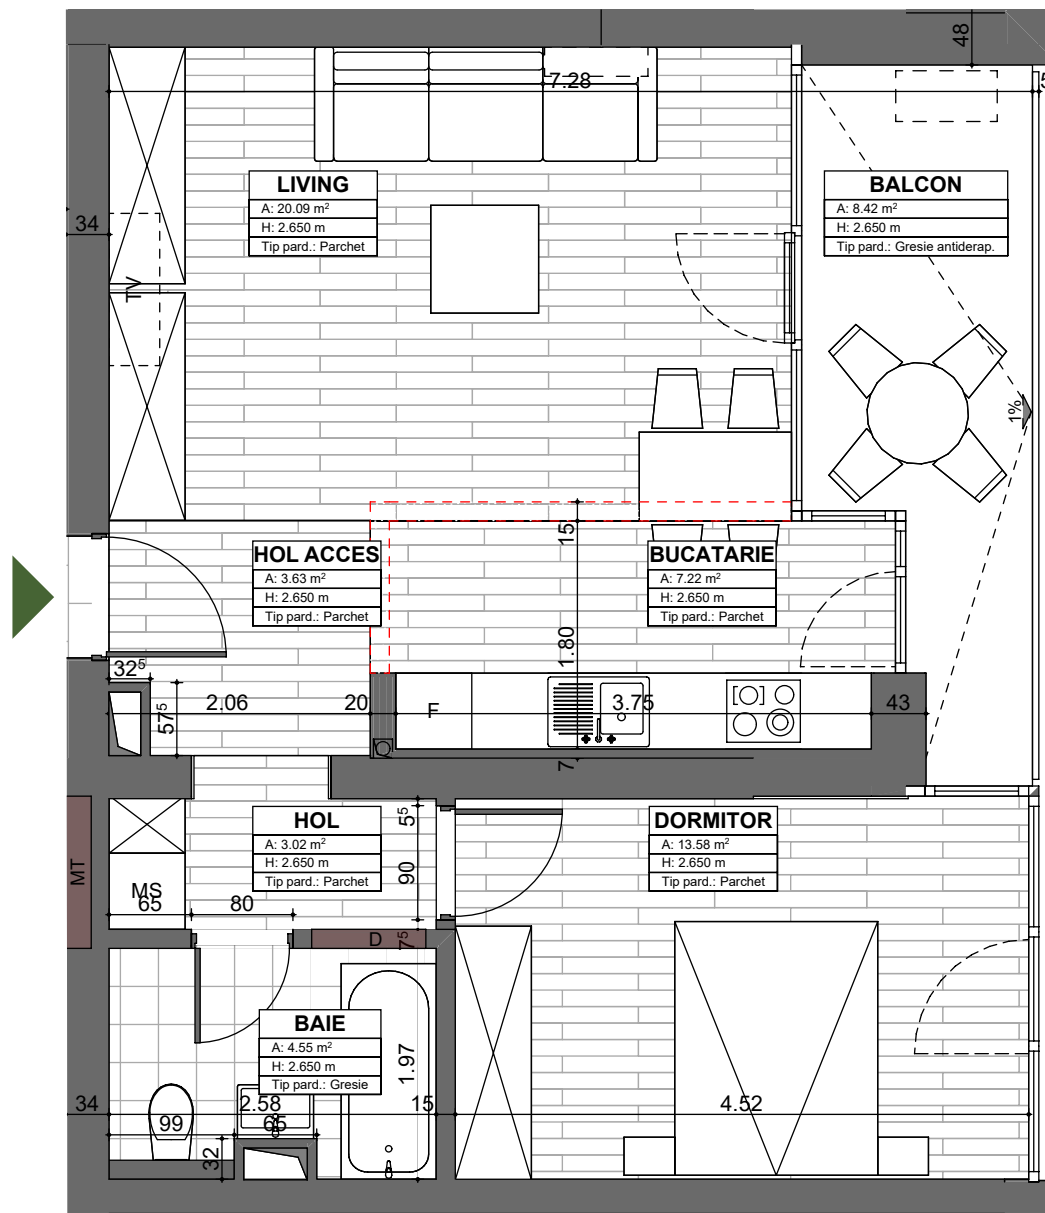 48
7.28
5
LIVING
A: 20.09 m²
H: 2.650 m
Tip pard.: Parchet
BALCON
A: 8.42 m²
H: 2.650 m
Tip pard.: Gresie antiderap.
34
TV
1%
15
HOL ACCES
A: 3.63 m²
H: 2.650 m
Tip pard.: Parchet
BUCATARIE
A: 7.22 m²
H: 2.650 m
Tip pard.: Parchet
1.80
32⁵
57⁵
2.06
20
F
3.75
43
7
MT
HOL
A: 3.02 m²
H: 2.650 m
Tip pard.: Parchet
5⁵
DORMITOR
A: 13.58 m²
H: 2.650 m
Tip pard.: Parchet
90
MS
65
80
D
7⁵
BAIE
A: 4.55 m²
H: 2.650 m
Tip pard.: Gresie
1.97
34
2.58
15
4.52
99
65
32